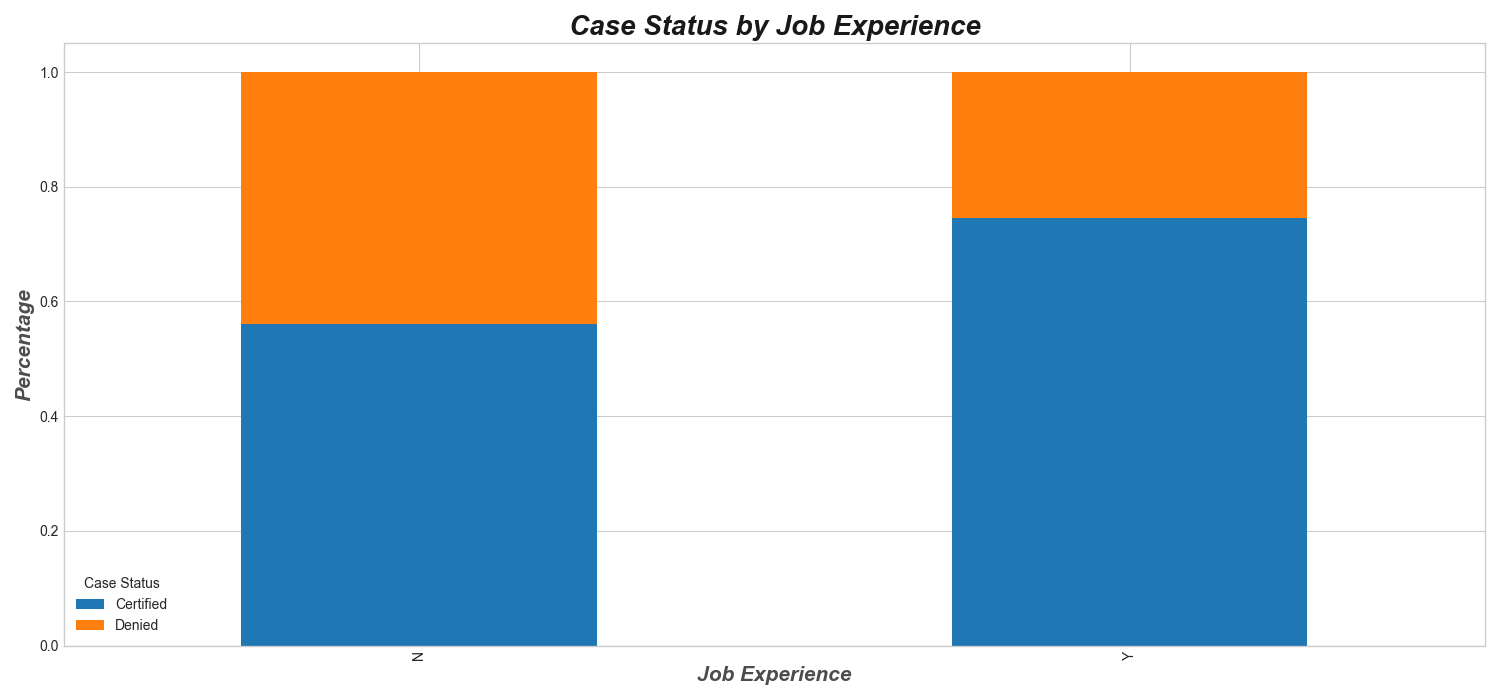 Case Status by Job Experience
Percentage
1.0
0.8
0.6
0.4
0.2
0.0
Case Status
Certified
Denied
N
Y
Job Experience